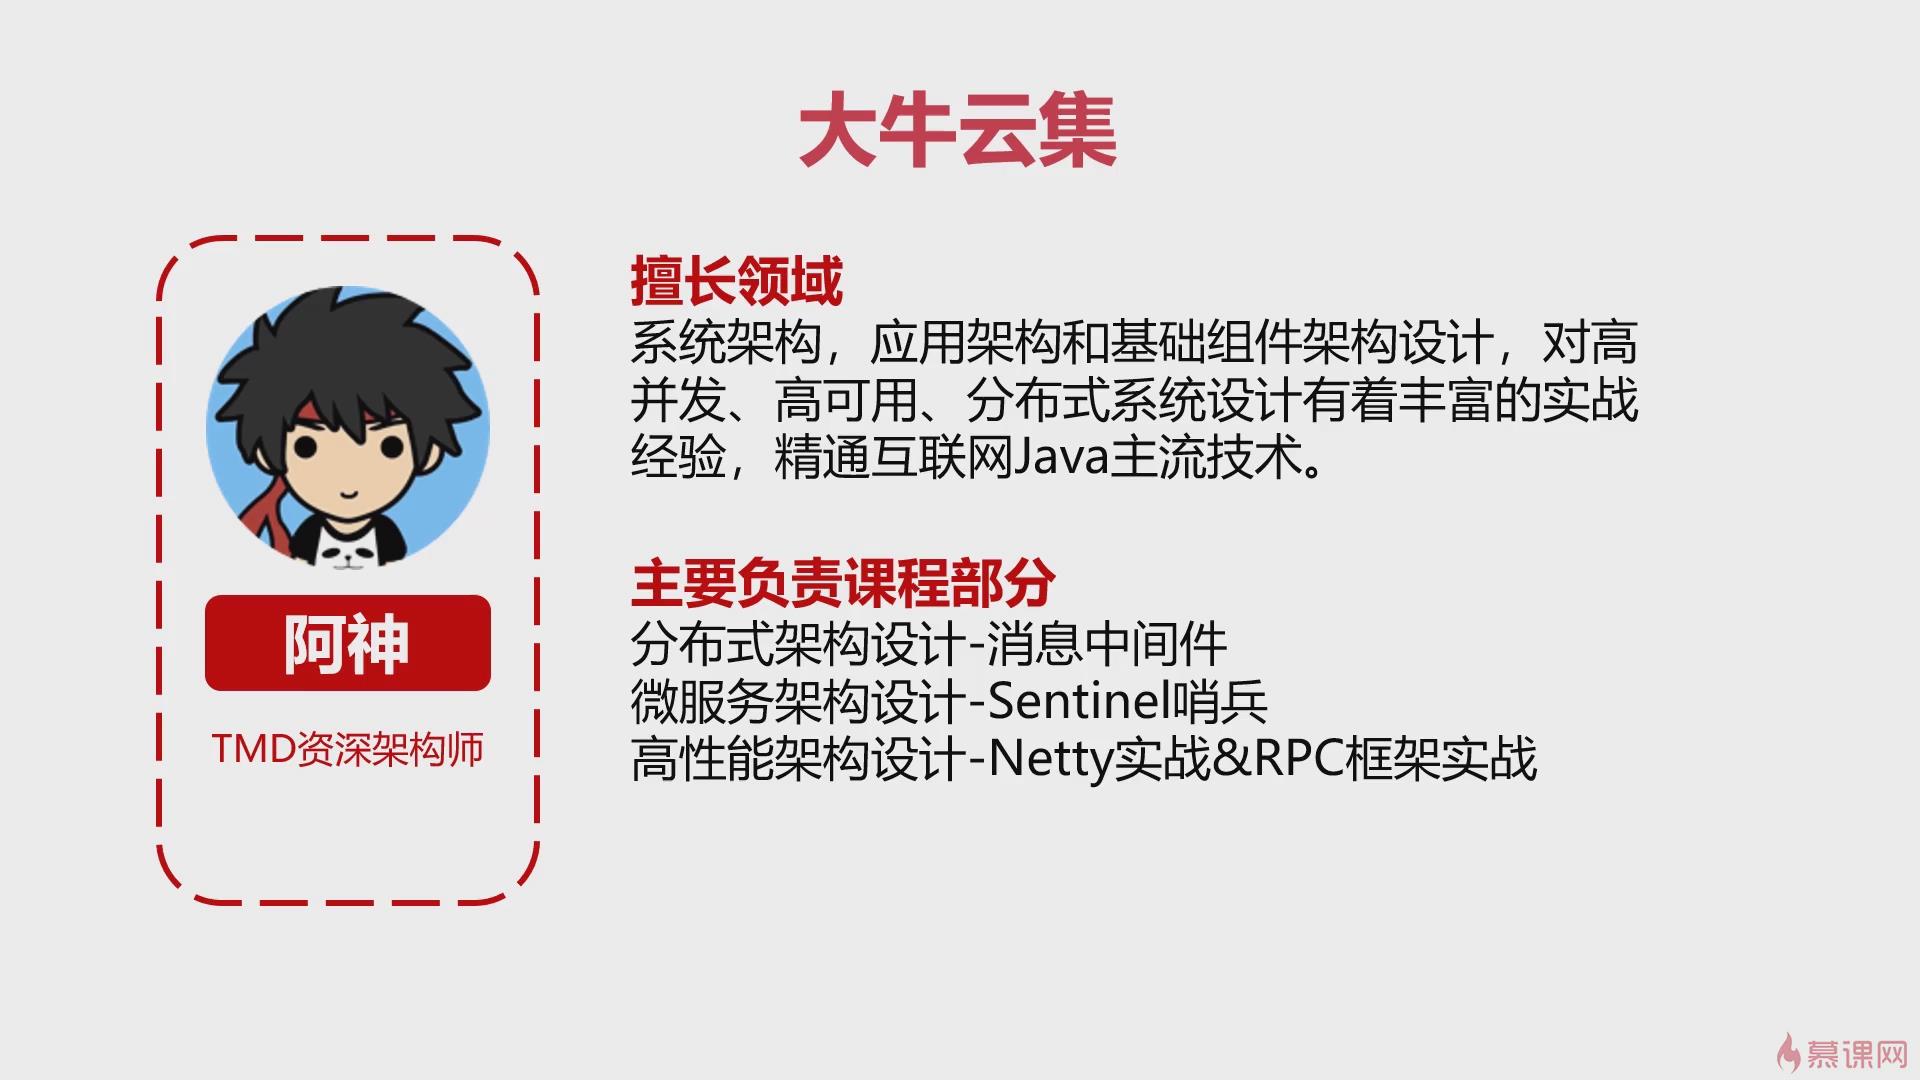 大牛云集
阿神
TMD资深架构师
擅长领域
系统架构，应用架构和基础组件架构设计，对高
并发、高可用、分布式系统设计有着丰富的实战
经验，精通互联网Java主流技术。
主要负责课程部分
分布式架构设计-消息中间件
微服务架构设计-Sentinel哨兵
高性能架构设计-Netty实战&RPC框架实战
慕课网